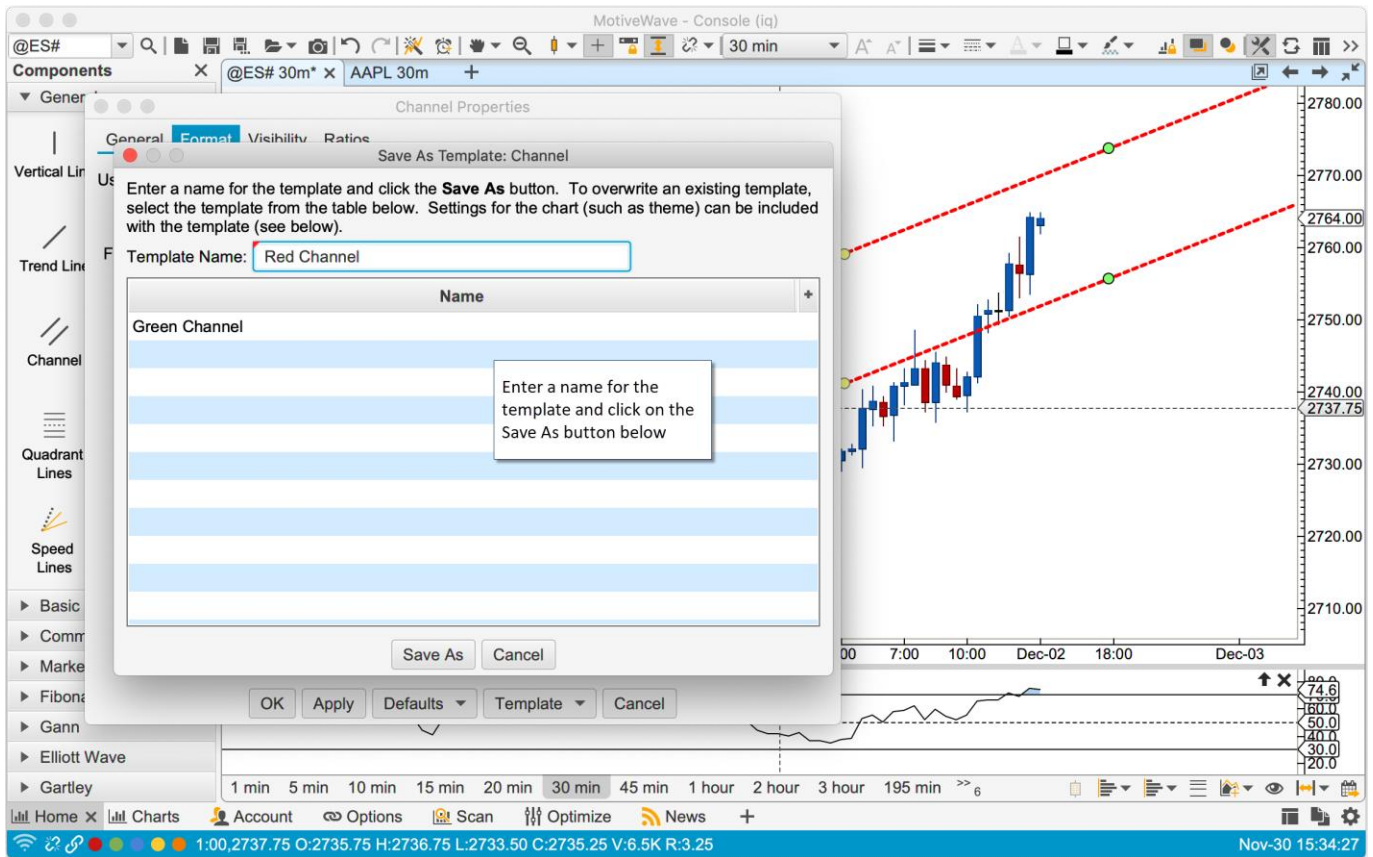 MotiveWave - Console (iq)
@ES#
30 min
A A
>>
Components
@ES# 30m*
AAPL 30m
+
Gener
Channel Properties
General Format Visibility Ratios
Save As Template: Channel
Vertical Lin
Us
Enter a name for the template and click the Save As button. To overwrite an existing template,
select the template from the table below. Settings for the chart (such as theme) can be included
with the template (see below).
Trend Line
F
Template Name: Red Channel
Name +
Green Channel
Channel
Enter a name for the
template and click on the
Save As button below
Quadrant
Lines
Speed
Lines
Basic
Comm
Marke
Fibona
Gann
Elliott Wave
Gartley
Save As Cancel
OK Apply Defaults Template Cancel
2780.00
2770.00
2764.00
2760.00
2750.00
2740.00
2737.75
2730.00
2720.00
2710.00
00 7:00 10:00 Dec-02 18:00 Dec-03
74.6
60.0
50.0
40.0
30.0
20.0
1 min 5 min 10 min 15 min 20 min 30 min 45 min 1 hour 2 hour 3 hour 195 min >> 6
Home Charts Account Options Scan Optimize News +
1:00,2737.75 O:2735.75 H:2736.75 L:2733.50 C:2735.25 V:6.5K R:3.25
Nov-30 15:34:27